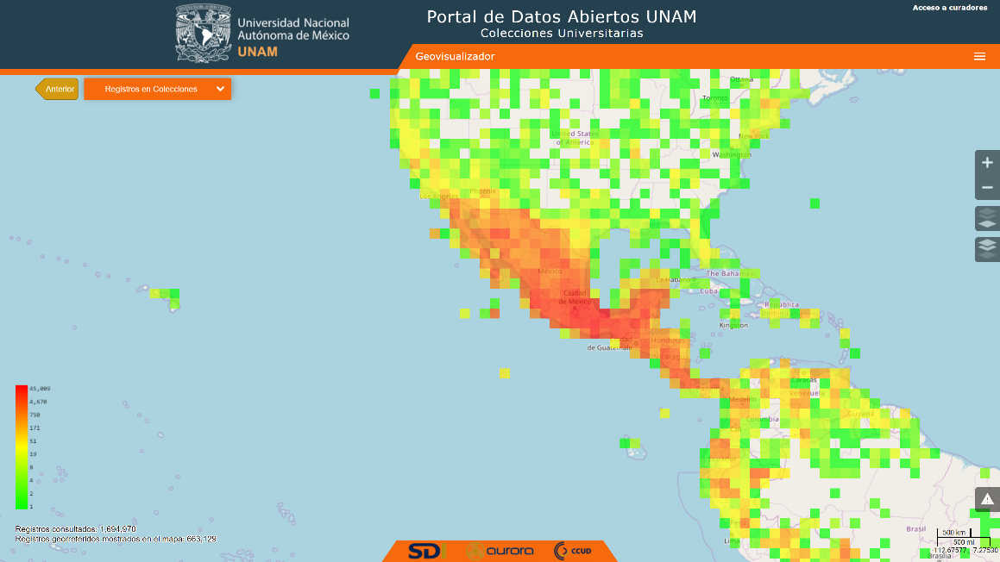 Universidad Nacional
Autónoma de México
UNAM
Portal de Datos Abiertos UNAM
Colecciones Universitarias
Acceso a curadores
Geovisualizador
Anterior
Registros en Colecciones
Ottawa
Toronto
United States
of America
New York
Washington
Los Angeles
Phoenix
México
Ciudad
de México
La Habana
The Bahamas
Cuba
República
Dominicana
Kingston
Honduras
de Guatemala
Nicaragua
Panamá
Caracas
Medellín
Venezuela
Guyana
Colombia
Cali
Ecuador
Perú
Lima
Brasil
Brasília
45,009
4,670
750
171
51
19
8
4
2
1
Registros consultados: 1,694,970
Registros georreferidos mostrados en el mapa: 663,129
500 km
500 mi
-112.67577, -7.27530
SD
aurora
CCUD